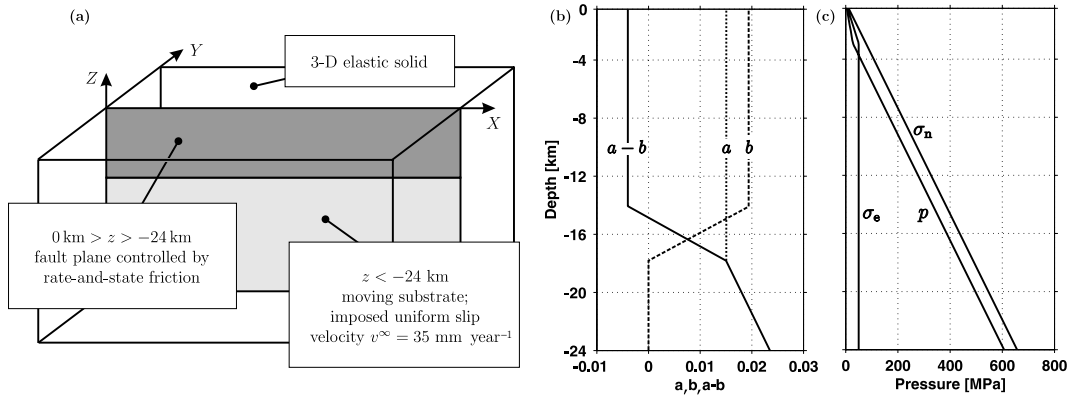 (a)
Y
Z
X
3-D elastic solid
0 km > z > −24 km
fault plane controlled by
rate-and-state friction
z < −24 km
moving substrate;
imposed uniform slip
velocity v∞ = 35 mm year−1
(b)
0
-4
-8
-12
-16
-20
-24
Depth [km]
a − b
a
b
-0.01
0
0.01
0.02
0.03
a,b,a-b
(c)
σn
σe
p
0
200
400
600
800
Pressure [MPa]